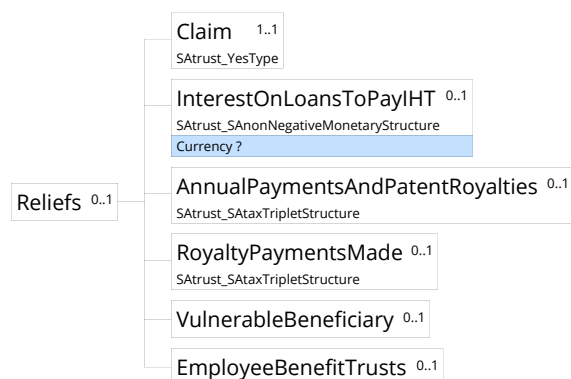 Claim 1..1
SAtrust_YesType
InterestOnLoansToPayIHT 0..1
SAtrust_SAnonNegativeMonetaryStructure
Currency ?
Reliefs 0..1
AnnualPaymentsAndPatentRoyalties 0..1
SAtrust_SAtaxTripletStructure
RoyaltyPaymentsMade 0..1
SAtrust_SAtaxTripletStructure
VulnerableBeneficiary 0..1
EmployeeBenefitTrusts 0..1